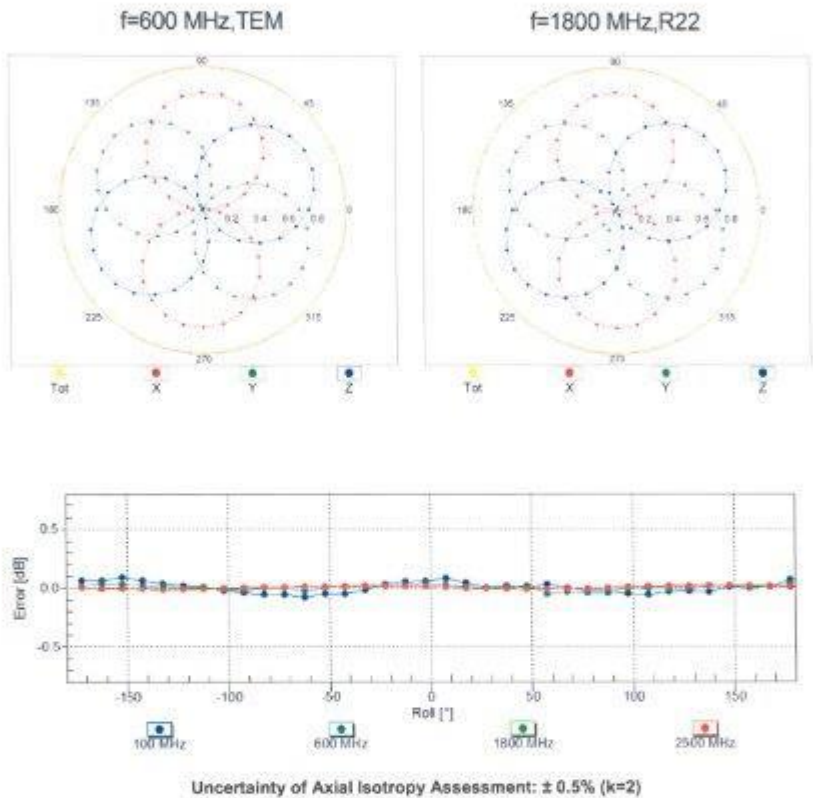 f=600 MHz,TEM
f=1800 MHz,R22
90
135
45
180
0.2 0.4 0.6 0.8 0
225
315
270
Tot X Y Z
90
135
45
180
0.2 0.4 0.6 0.8 0
225
315
270
Tot X Y Z
Error [dB]
0.5
0.0
-0.5
-150 -100 -50 0 50 100 150
Roll [°]
100 MHz 600 MHz 1800 MHz 2500 MHz
Uncertainty of Axial Isotropy Assessment: ± 0.5% (k=2)